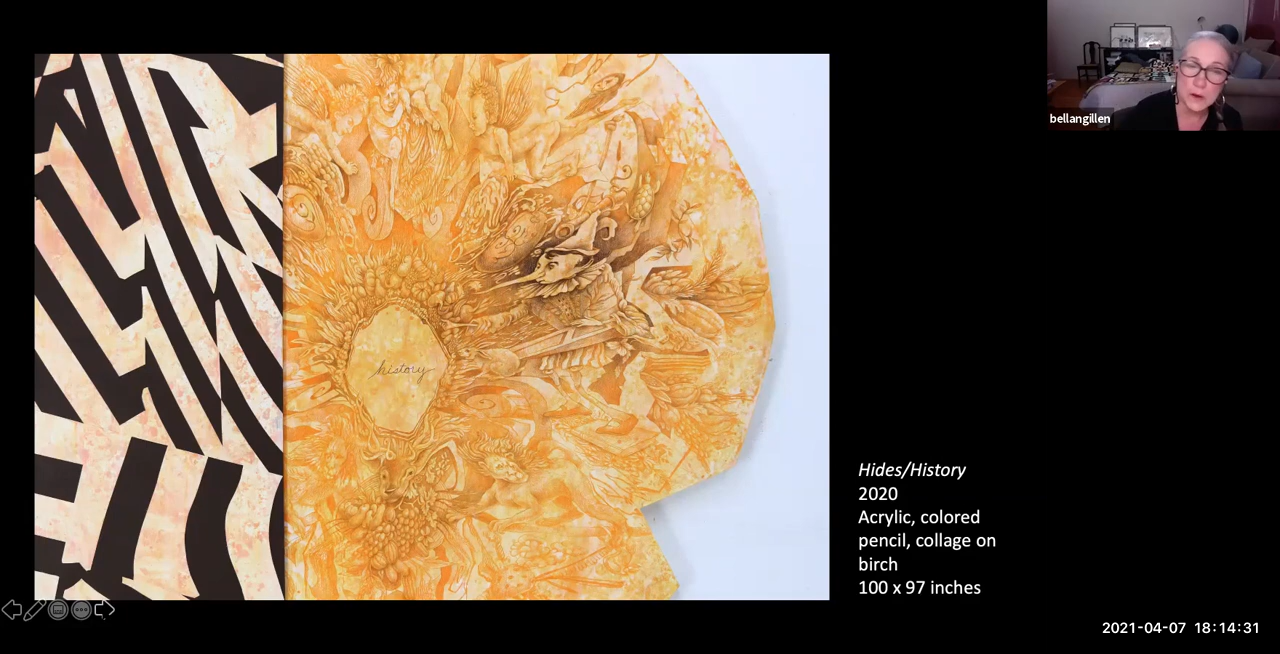 bellangillen
history
Hides/History
2020
Acrylic, colored
pencil, collage on
birch
100 x 97 inches
2021-04-07 18:14:31